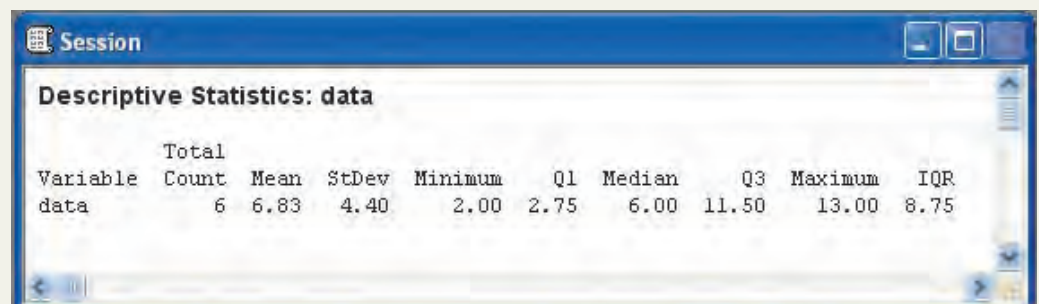 Session
Descriptive Statistics: data
Total
Variable Count Mean StDev Minimum Q1 Median Q3 Maximum IQR
data 6 6.83 4.40 2.00 2.75 6.00 11.50 13.00 8.75